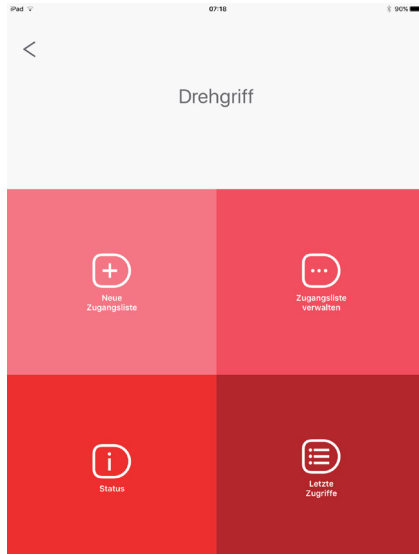 iPad 07:18 90%
Drehgriff
Neue
Zugangsliste
Zugangsliste
verwalten
Status
Letzte
Zugriffe